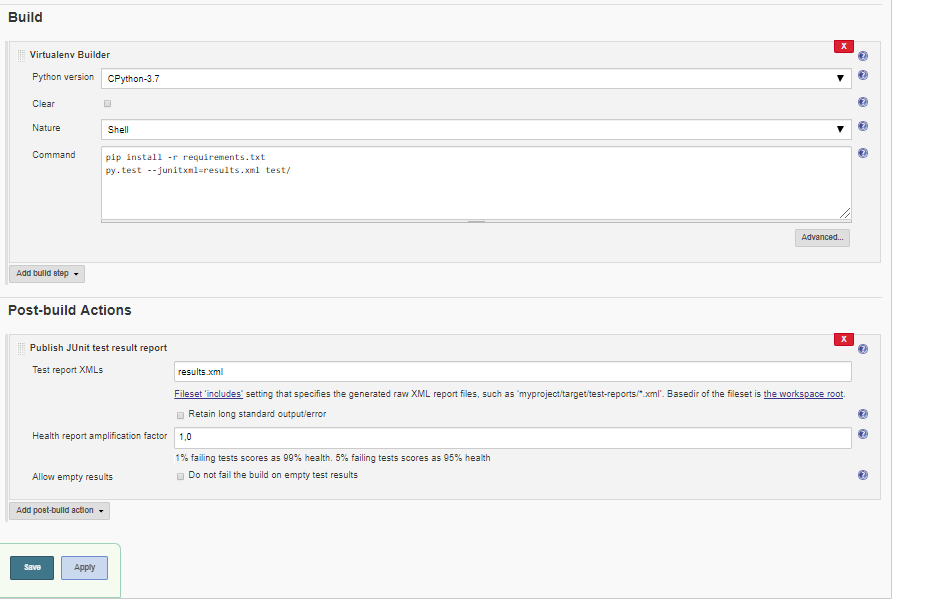 Build
X
Virtualenv Builder
Python version
CPython-3.7
Clear
Nature
Shell
Command
pip install -r requirements.txt
py.test --junitxml=results.xml test/
Advanced...
Add build step
Post-build Actions
X
Publish JUnit test result report
Test report XMLs
results.xml
Fileset 'includes' setting that specifies the generated raw XML report files, such as 'myproject/target/test-reports/*.xml'. Basedir of the fileset is the workspace root.
Retain long standard output/error
Health report amplification factor
1,0
1% failing tests scores as 99% health. 5% failing tests scores as 95% health
Allow empty results
Do not fail the build on empty test results
Add post-build action
Save
Apply